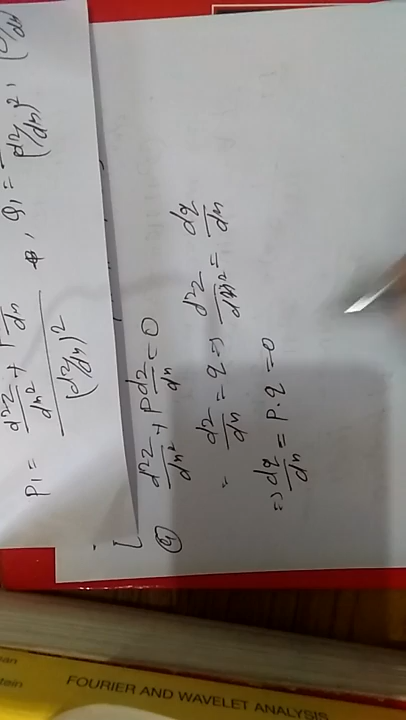 P₁ = (d²z/dx² + P dz/dx) / (dz/dx)², Q₁ = / (dz/dx)²,
④ d²z/dx² + P dz/dx = 0
= dz/dx = q ⇒ d²z/dx² = dq/dx
⇒ dq/dx = P.q = 0
FOURIER AND WAVELET ANALYSIS